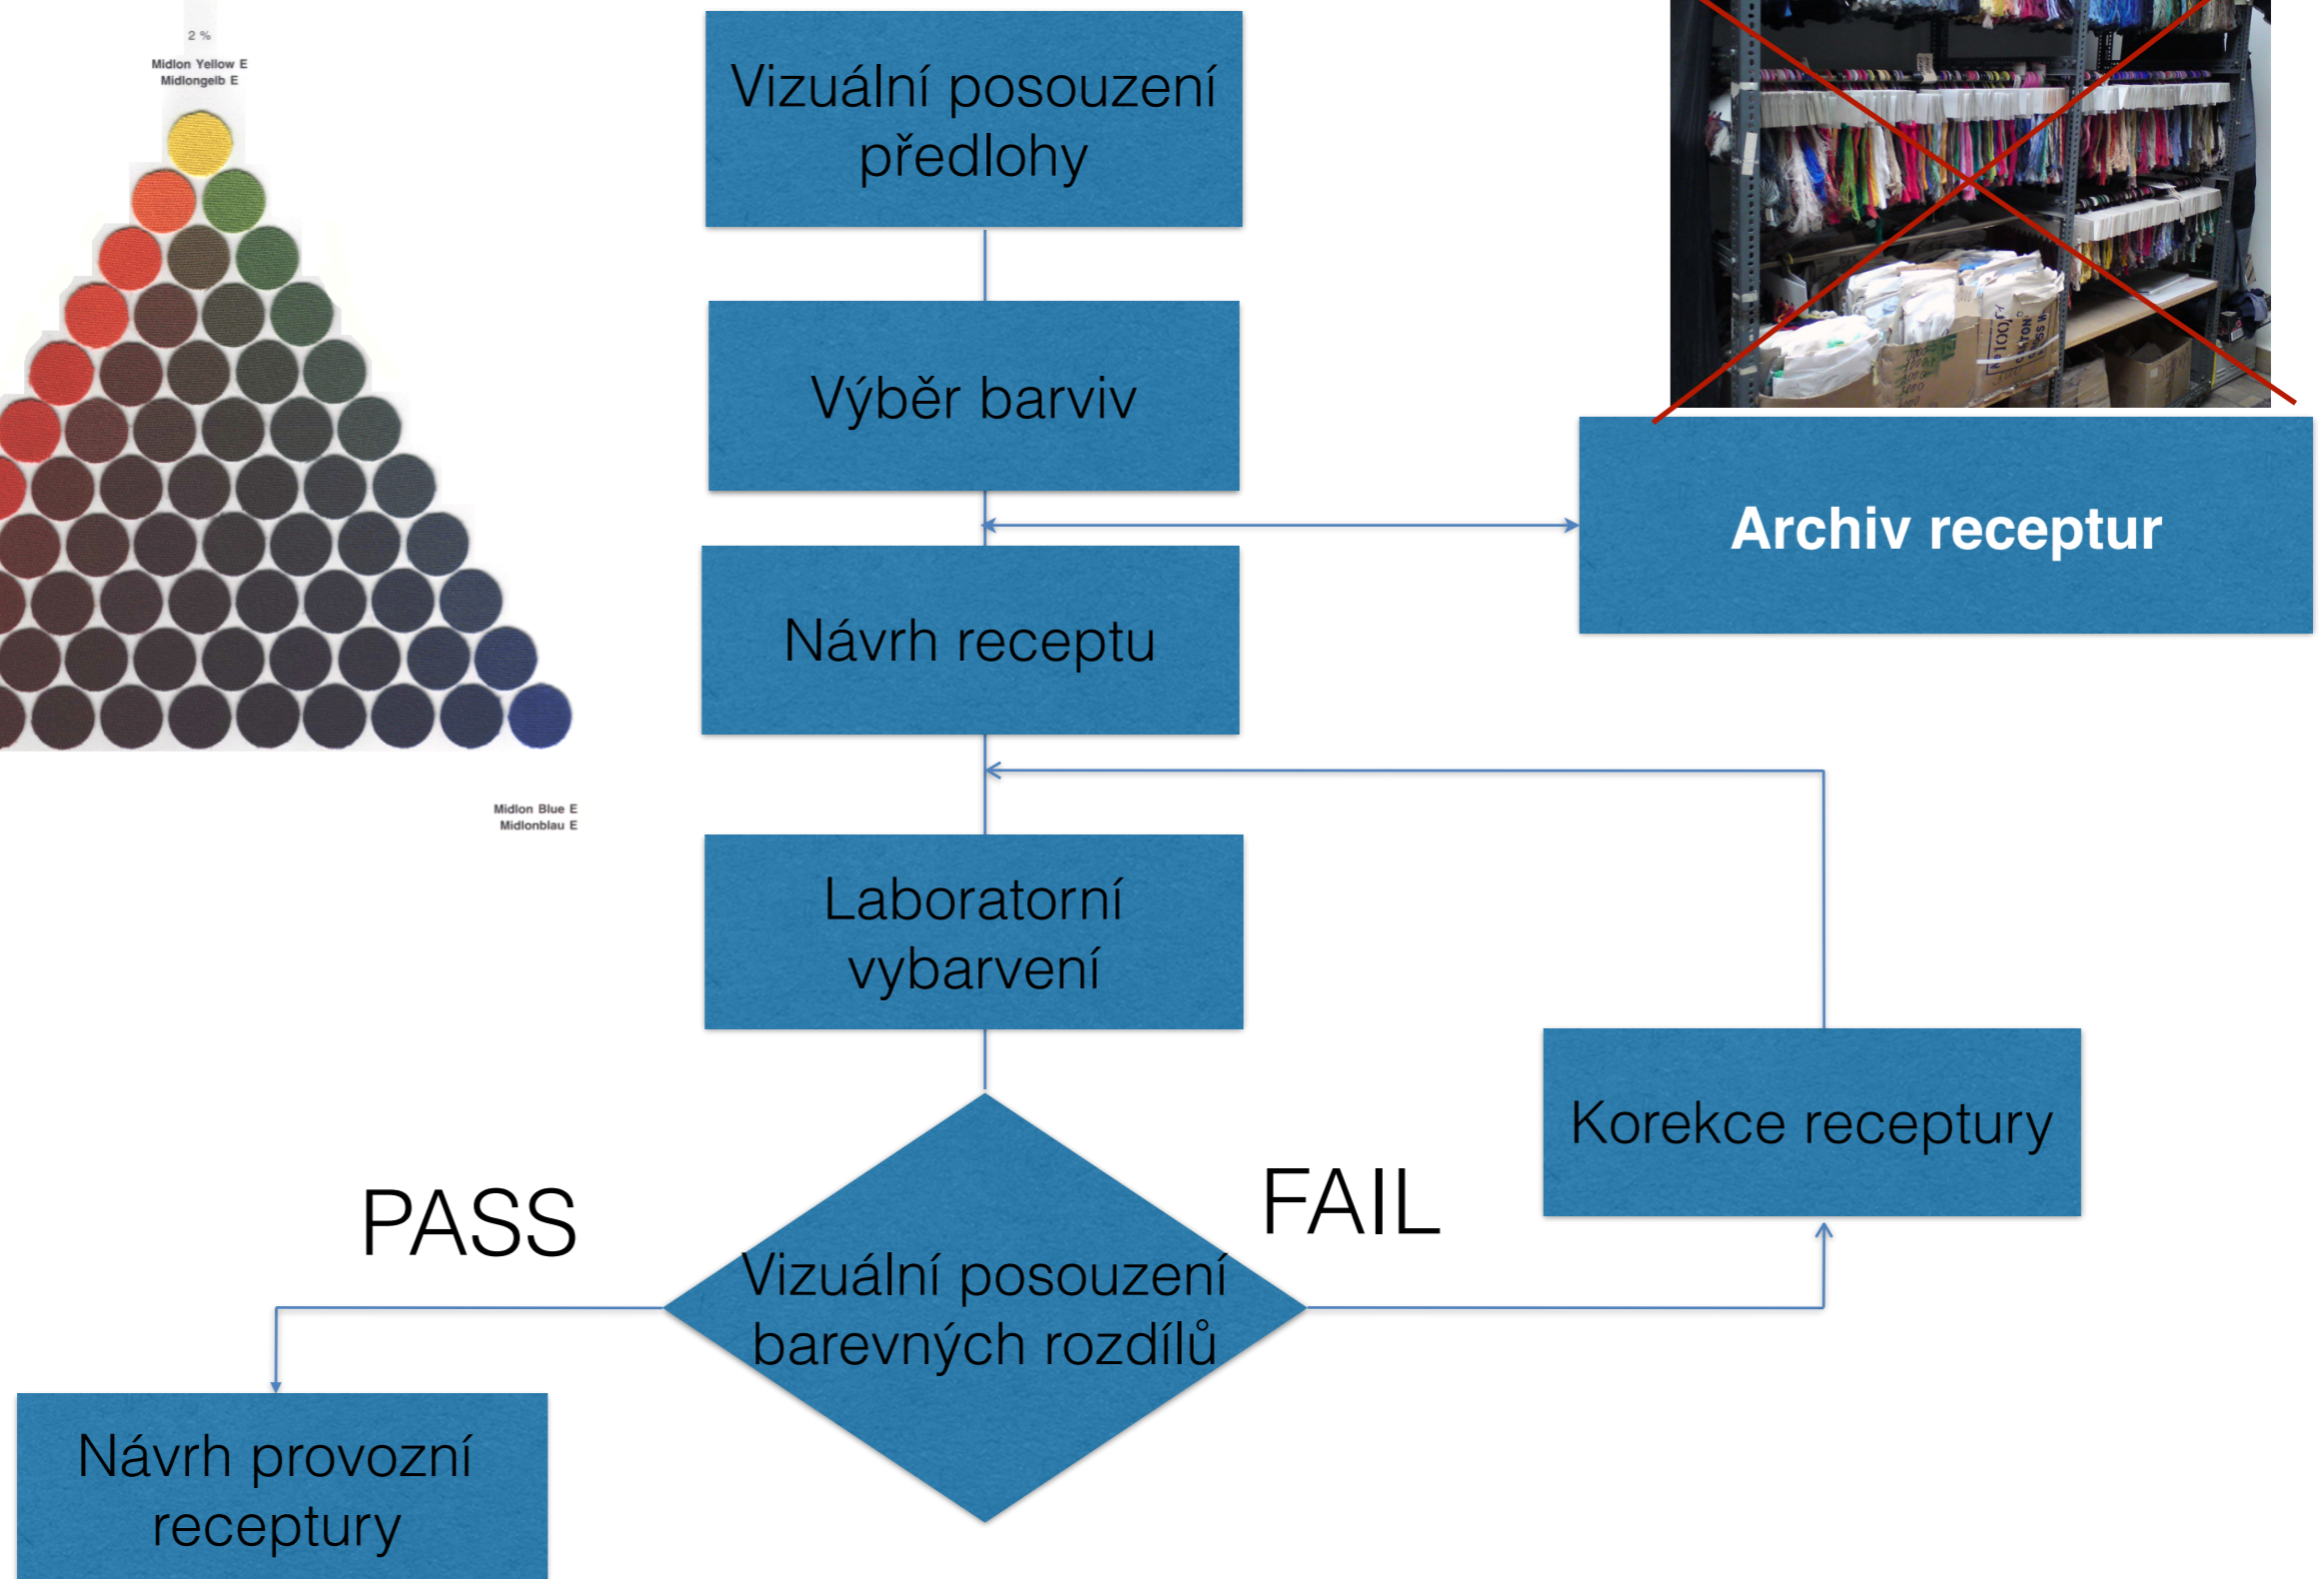 2 %
Midlon Yellow E
Midlongelb E
Vizuální posouzení
předlohy
Výběr barviv
Archiv receptur
Návrh receptu
Midlon Blue E
Midlonblau E
Laboratorní
vybarvení
Korekce receptury
PASS
FAIL
Vizuální posouzení
barevných rozdílů
Návrh provozní
receptury